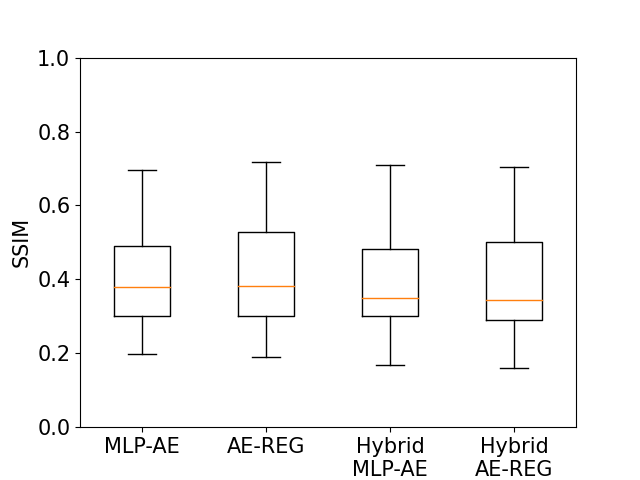 1.0
0.8
0.6
0.4
0.2
0.0
SSIM
MLP-AE
AE-REG
Hybrid
MLP-AE
Hybrid
AE-REG